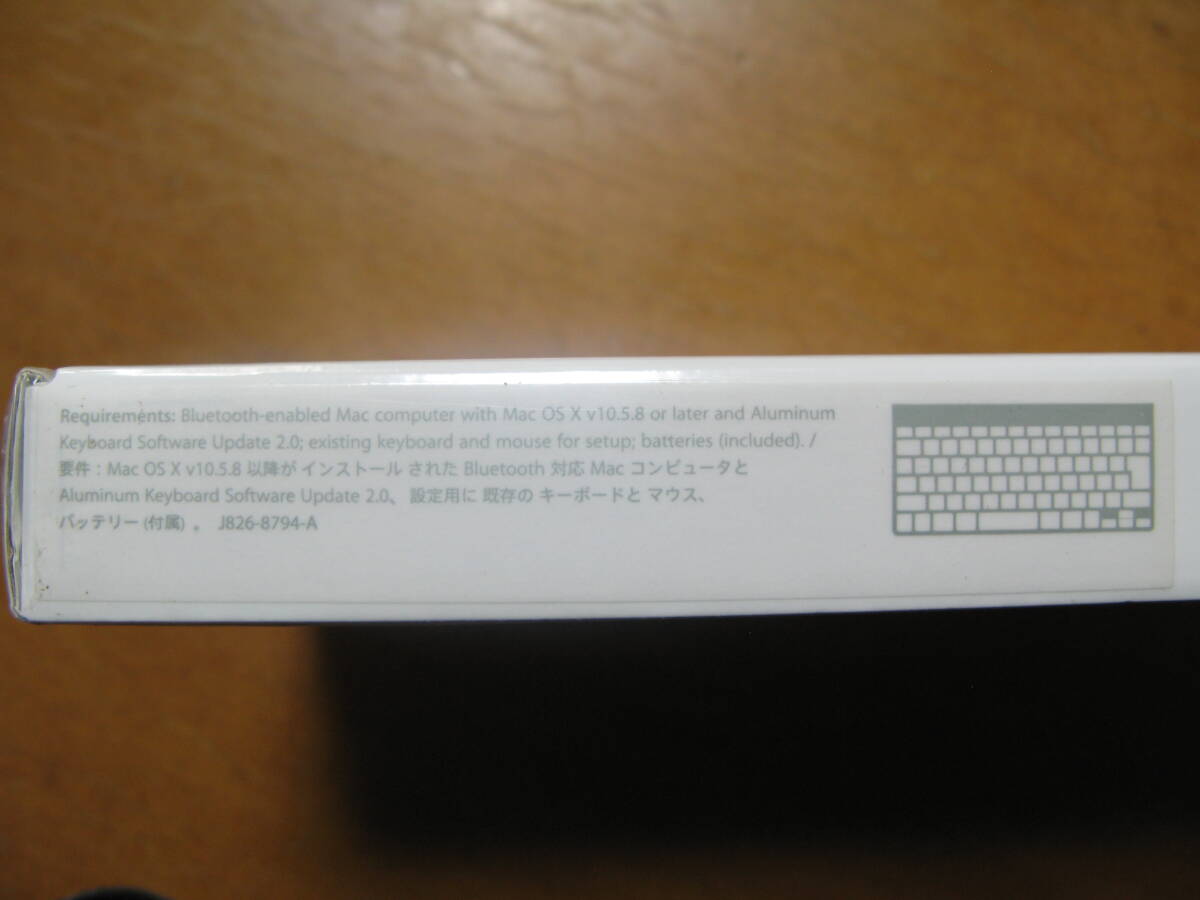 Requirements: Bluetooth-enabled Mac computer with Mac OS X v10.5.8 or later and Aluminum
Keyboard Software Update 2.0; existing keyboard and mouse for setup; batteries (included). /
要件 : Mac OS X v10.5.8 以降が インストール された Bluetooth 対応 Mac コンピュータと
Aluminum Keyboard Software Update 2.0、 設定用に 既存の キーボードと マウス、
バッテリー (付属) 。 J826-8794-A